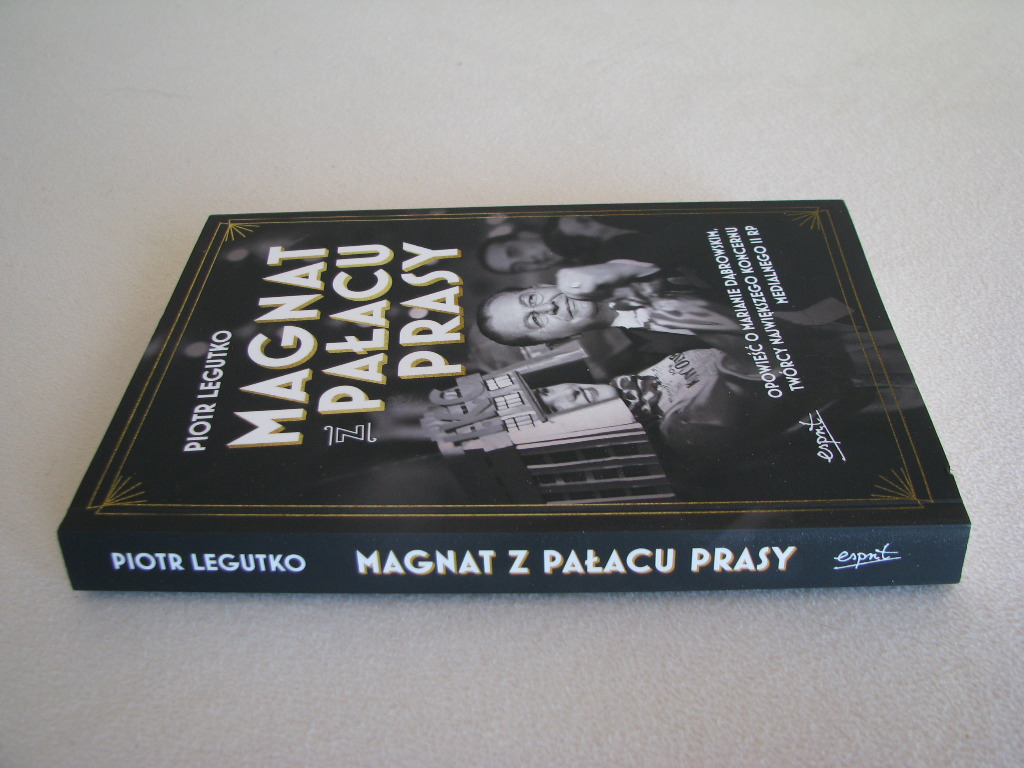 PIOTR LEGUTKO
MAGNAT
Z PAŁACU
PRASY
IKC
OPOWIEŚĆ O MARIANIE DĄBROWSKIM,
TWÓRCY NAJWIĘKSZEGO KONCERNU
MEDIALNEGO II RP
esprit
PIOTR LEGUTKO MAGNAT Z PAŁACU PRASY esprit